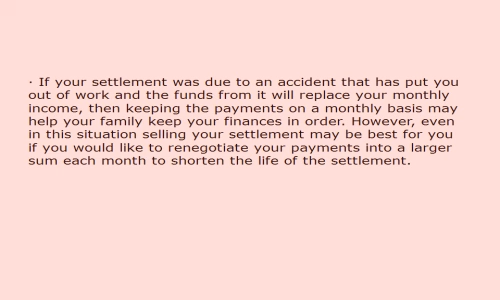 · If your settlement was due to an accident that has put you
out of work and the funds from it will replace your monthly
income, then keeping the payments on a monthly basis may
help your family keep your finances in order. However, even
in this situation selling your settlement may be best for you
if you would like to renegotiate your payments into a larger
sum each month to shorten the life of the settlement.